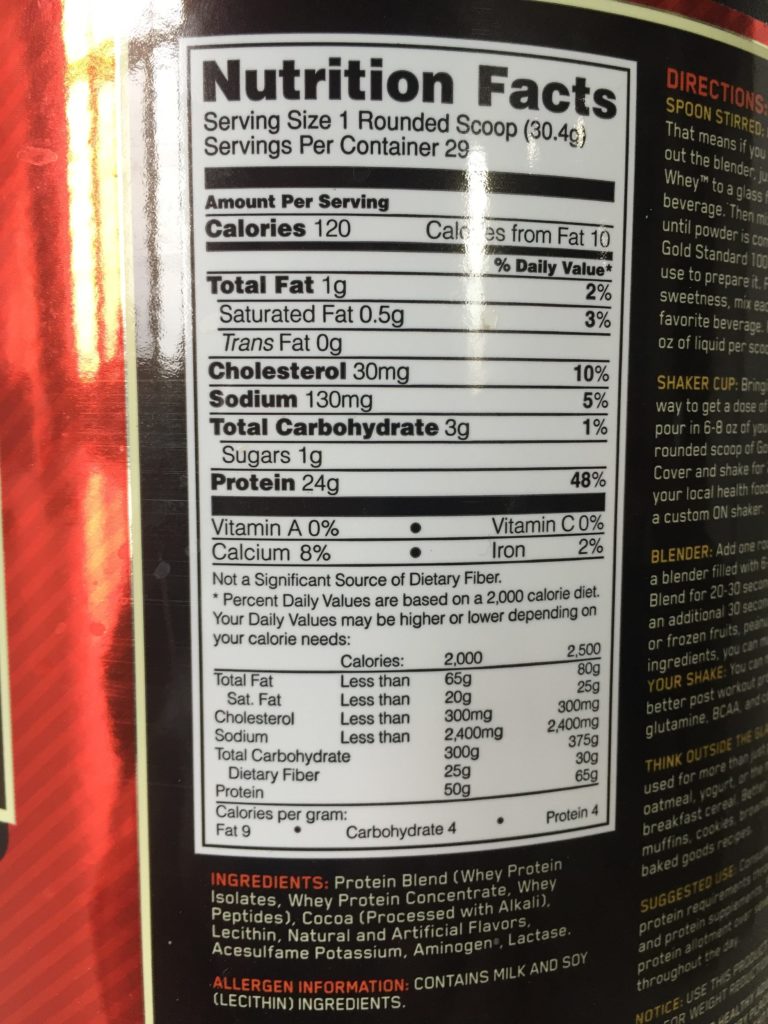 Nutrition Facts
Serving Size 1 Rounded Scoop (30.4g)
Servings Per Container 29
Amount Per Serving
Calories 120 Calories from Fat 10
% Daily Value*
Total Fat 1g 2%
Saturated Fat 0.5g 3%
Trans Fat 0g
Cholesterol 30mg 10%
Sodium 130mg 5%
Total Carbohydrate 3g 1%
Sugars 1g
Protein 24g 48%
Vitamin A 0% • Vitamin C 0%
Calcium 8% • Iron 2%
Not a Significant Source of Dietary Fiber.
* Percent Daily Values are based on a 2,000 calorie diet.
Your Daily Values may be higher or lower depending on
your calorie needs:
Calories: 2,000 2,500
Total Fat Less than 65g 80g
Sat. Fat Less than 20g 25g
Cholesterol Less than 300mg 300mg
Sodium Less than 2,400mg 2,400mg
Total Carbohydrate 300g 375g
Dietary Fiber 25g 30g
Protein 50g 65g
Calories per gram:
Fat 9 • Carbohydrate 4 • Protein 4
INGREDIENTS: Protein Blend (Whey Protein
Isolates, Whey Protein Concentrate, Whey
Peptides), Cocoa (Processed with Alkali),
Lecithin, Natural and Artificial Flavors,
Acesulfame Potassium, Aminogen®, Lactase.
ALLERGEN INFORMATION: CONTAINS MILK AND SOY
(LECITHIN) INGREDIENTS.
DIRECTIONS:
SPOON STIRRED:
That means if you
out the blender,
Whey™ to a glass
beverage. Then
until powder is
Gold Standard 100
use to prepare it.
sweetness, mix
favorite beverage.
oz of liquid per
SHAKER CUP:
way to get a dose of
pour in 6-8 oz of
rounded scoop of
Cover and shake for
your local health food
a custom ON shaker.
BLENDER: Add one
a blender filled with
Blend for 20-30
an additional 30
or frozen fruits,
ingredients, you can
YOUR SHAKE: You can
better post workout
glutamine, BCAA, and
THINK OUTSIDE THE
used for more than just
oatmeal, yogurt, or the
breakfast cereal.
muffins, cookies,
baked goods recipes.
SUGGESTED USE:
protein requirements
and protein
protein allotment over
throughout the day.
NOTICE: USE THIS
FOR WEIGHT